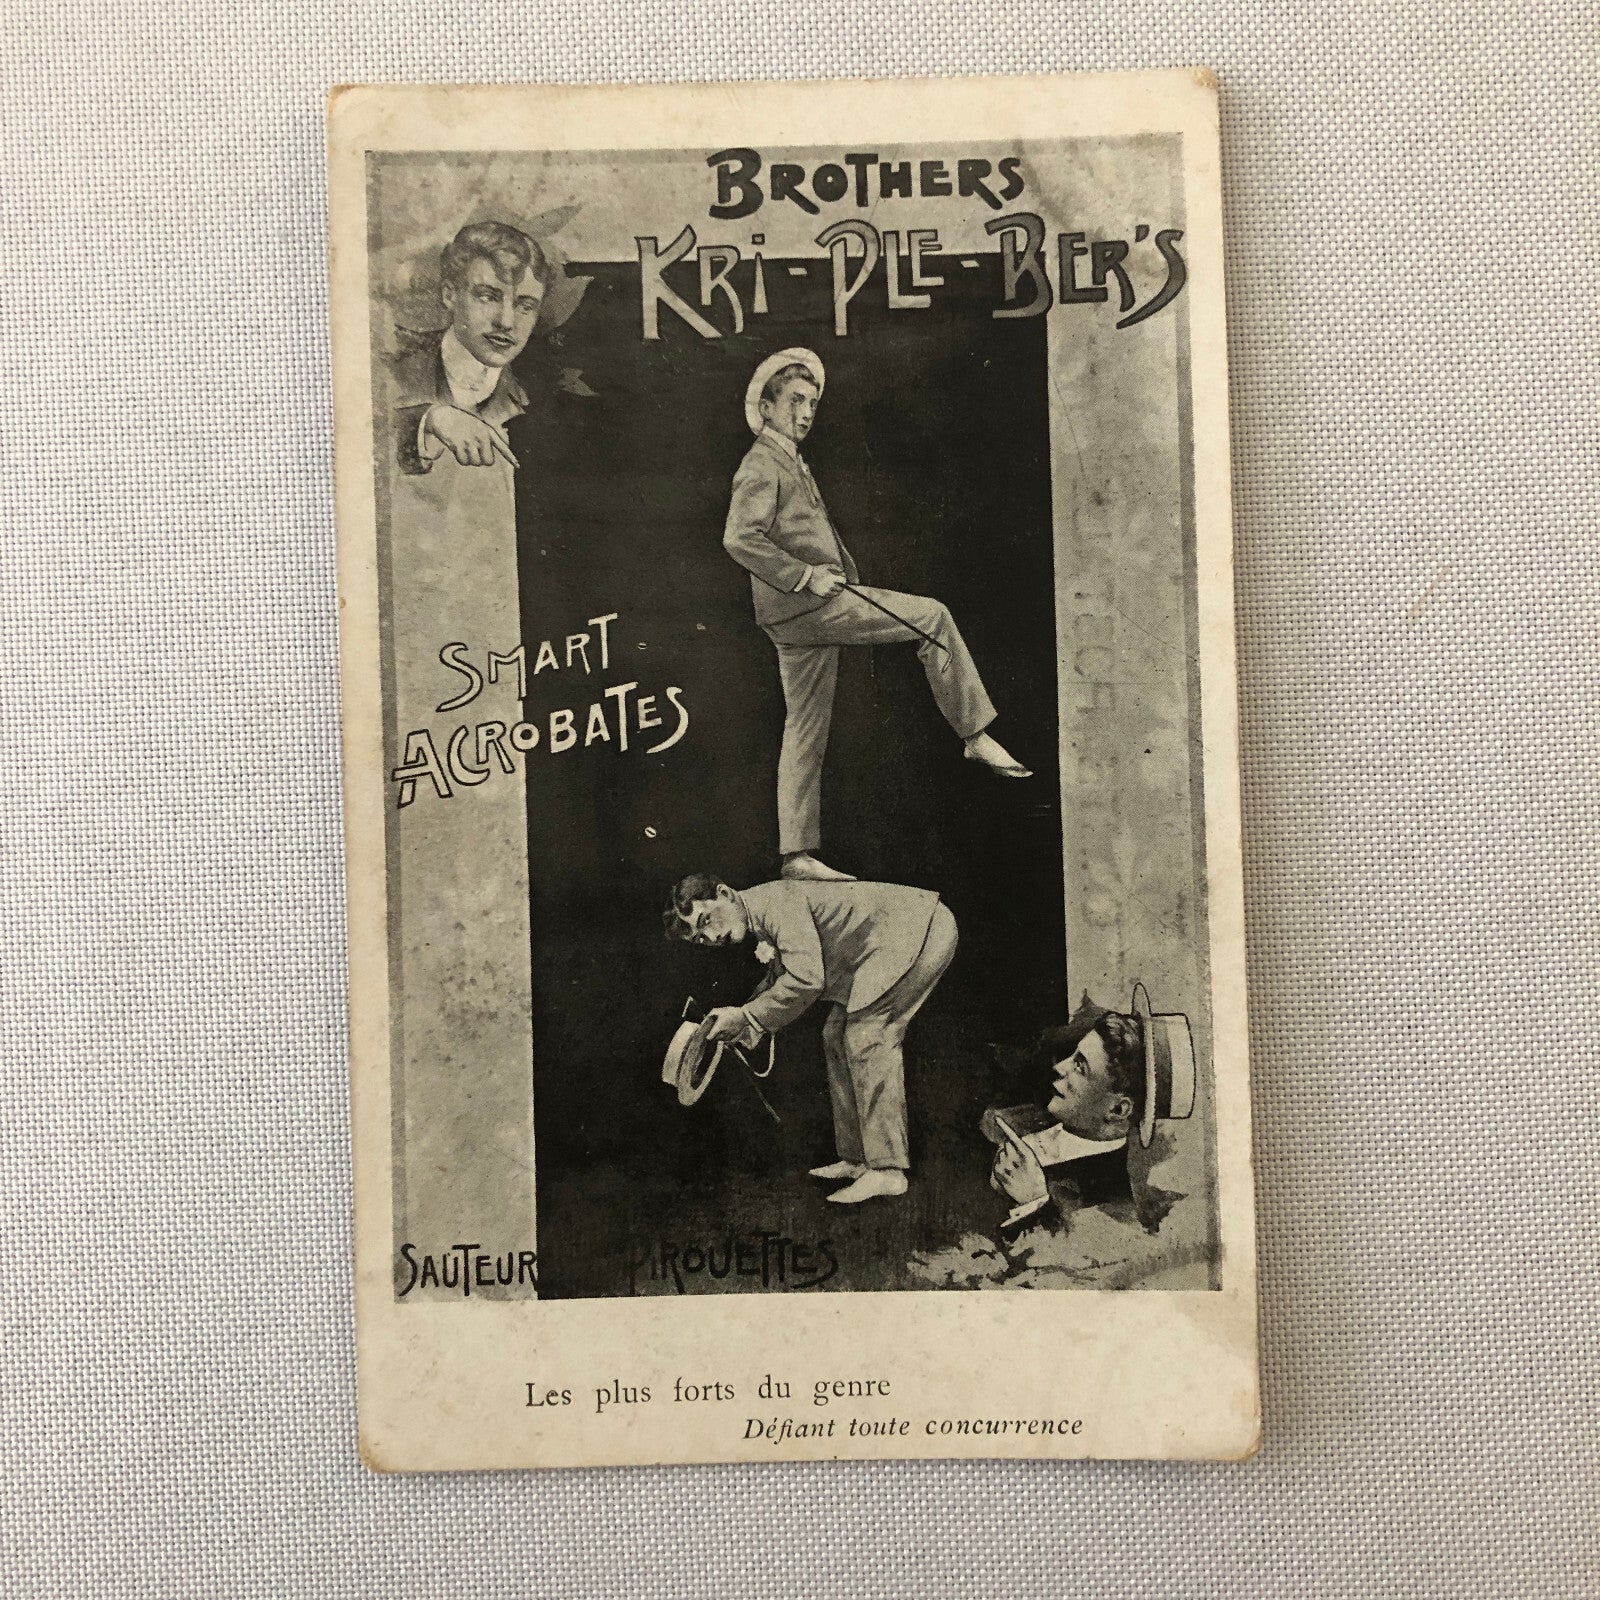 BROTHERS
KRi-PLE-BER'S
SMART
ACROBATES
SAUTEUR PIROUETTES
Les plus forts du genre
Défiant toute concurrence